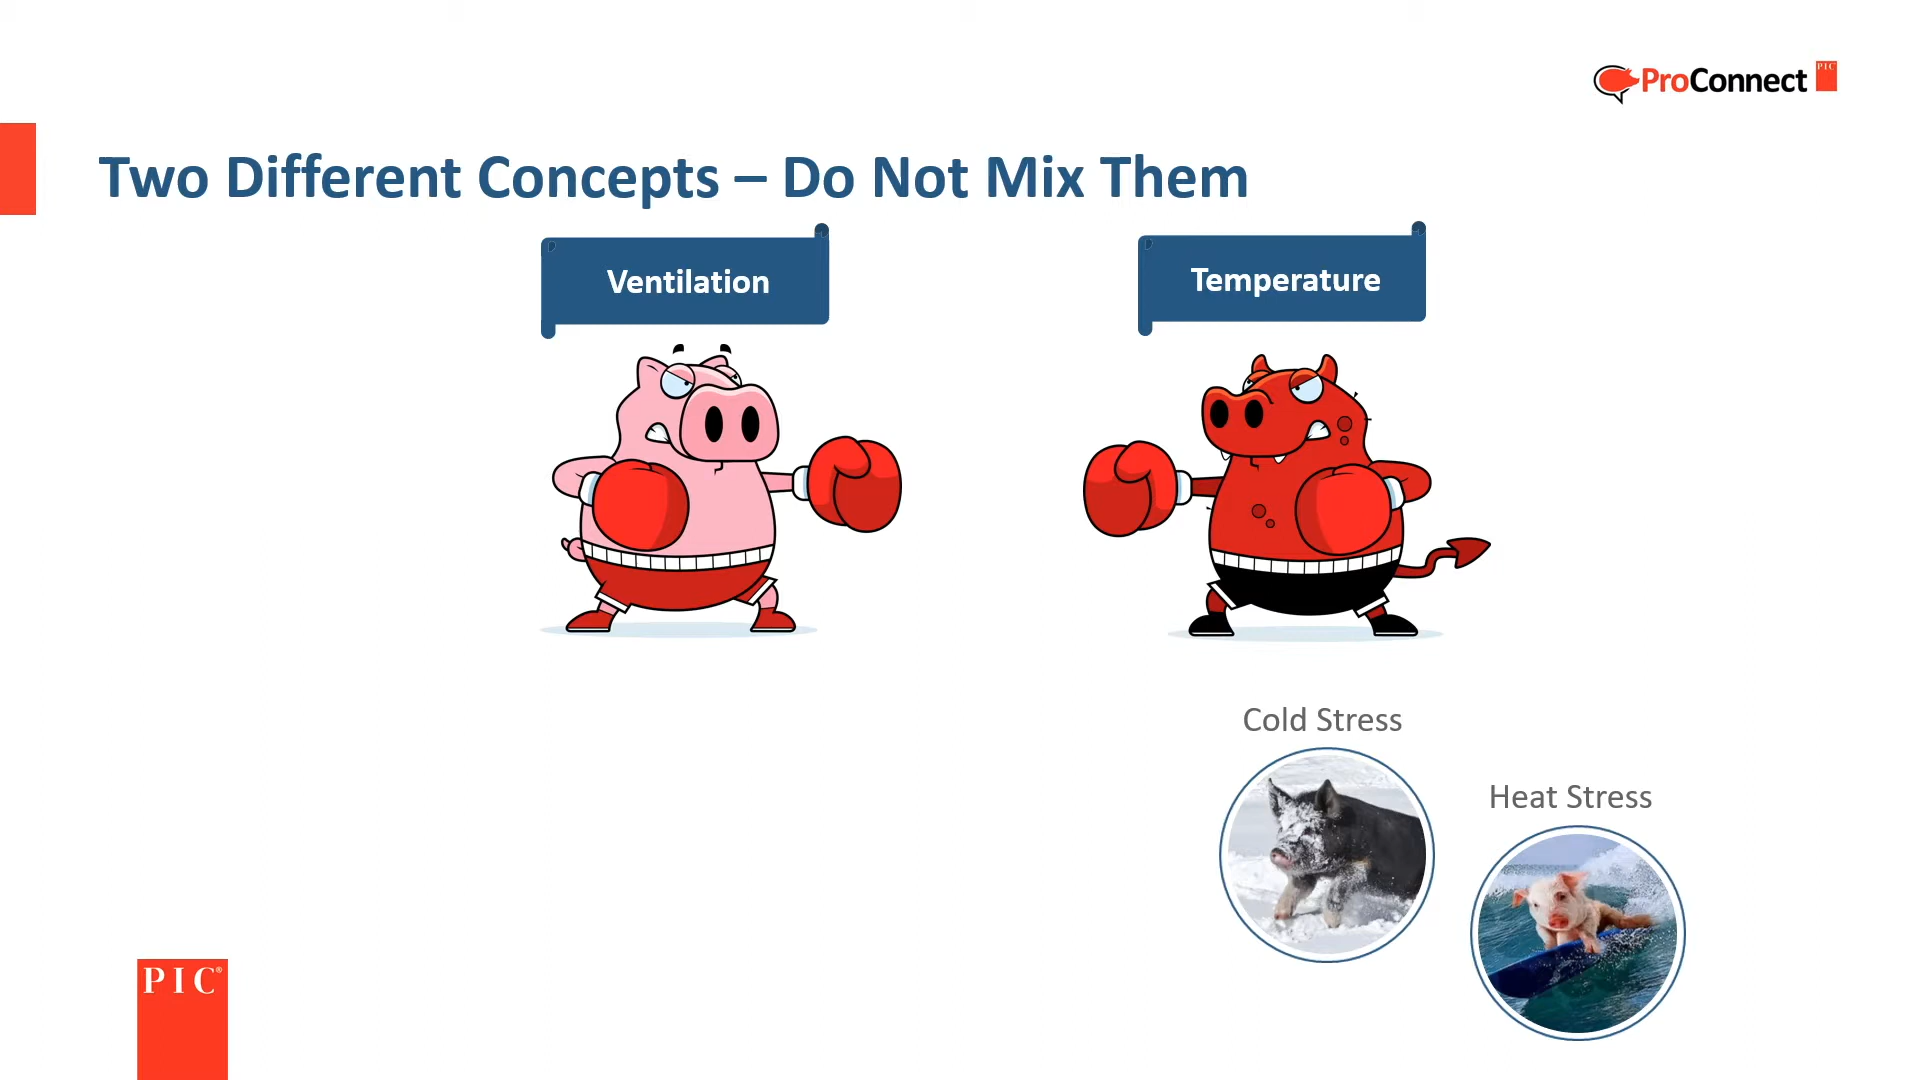 ProConnect PIC
Two Different Concepts – Do Not Mix Them
Ventilation
Temperature
Cold Stress
Heat Stress
PIC®